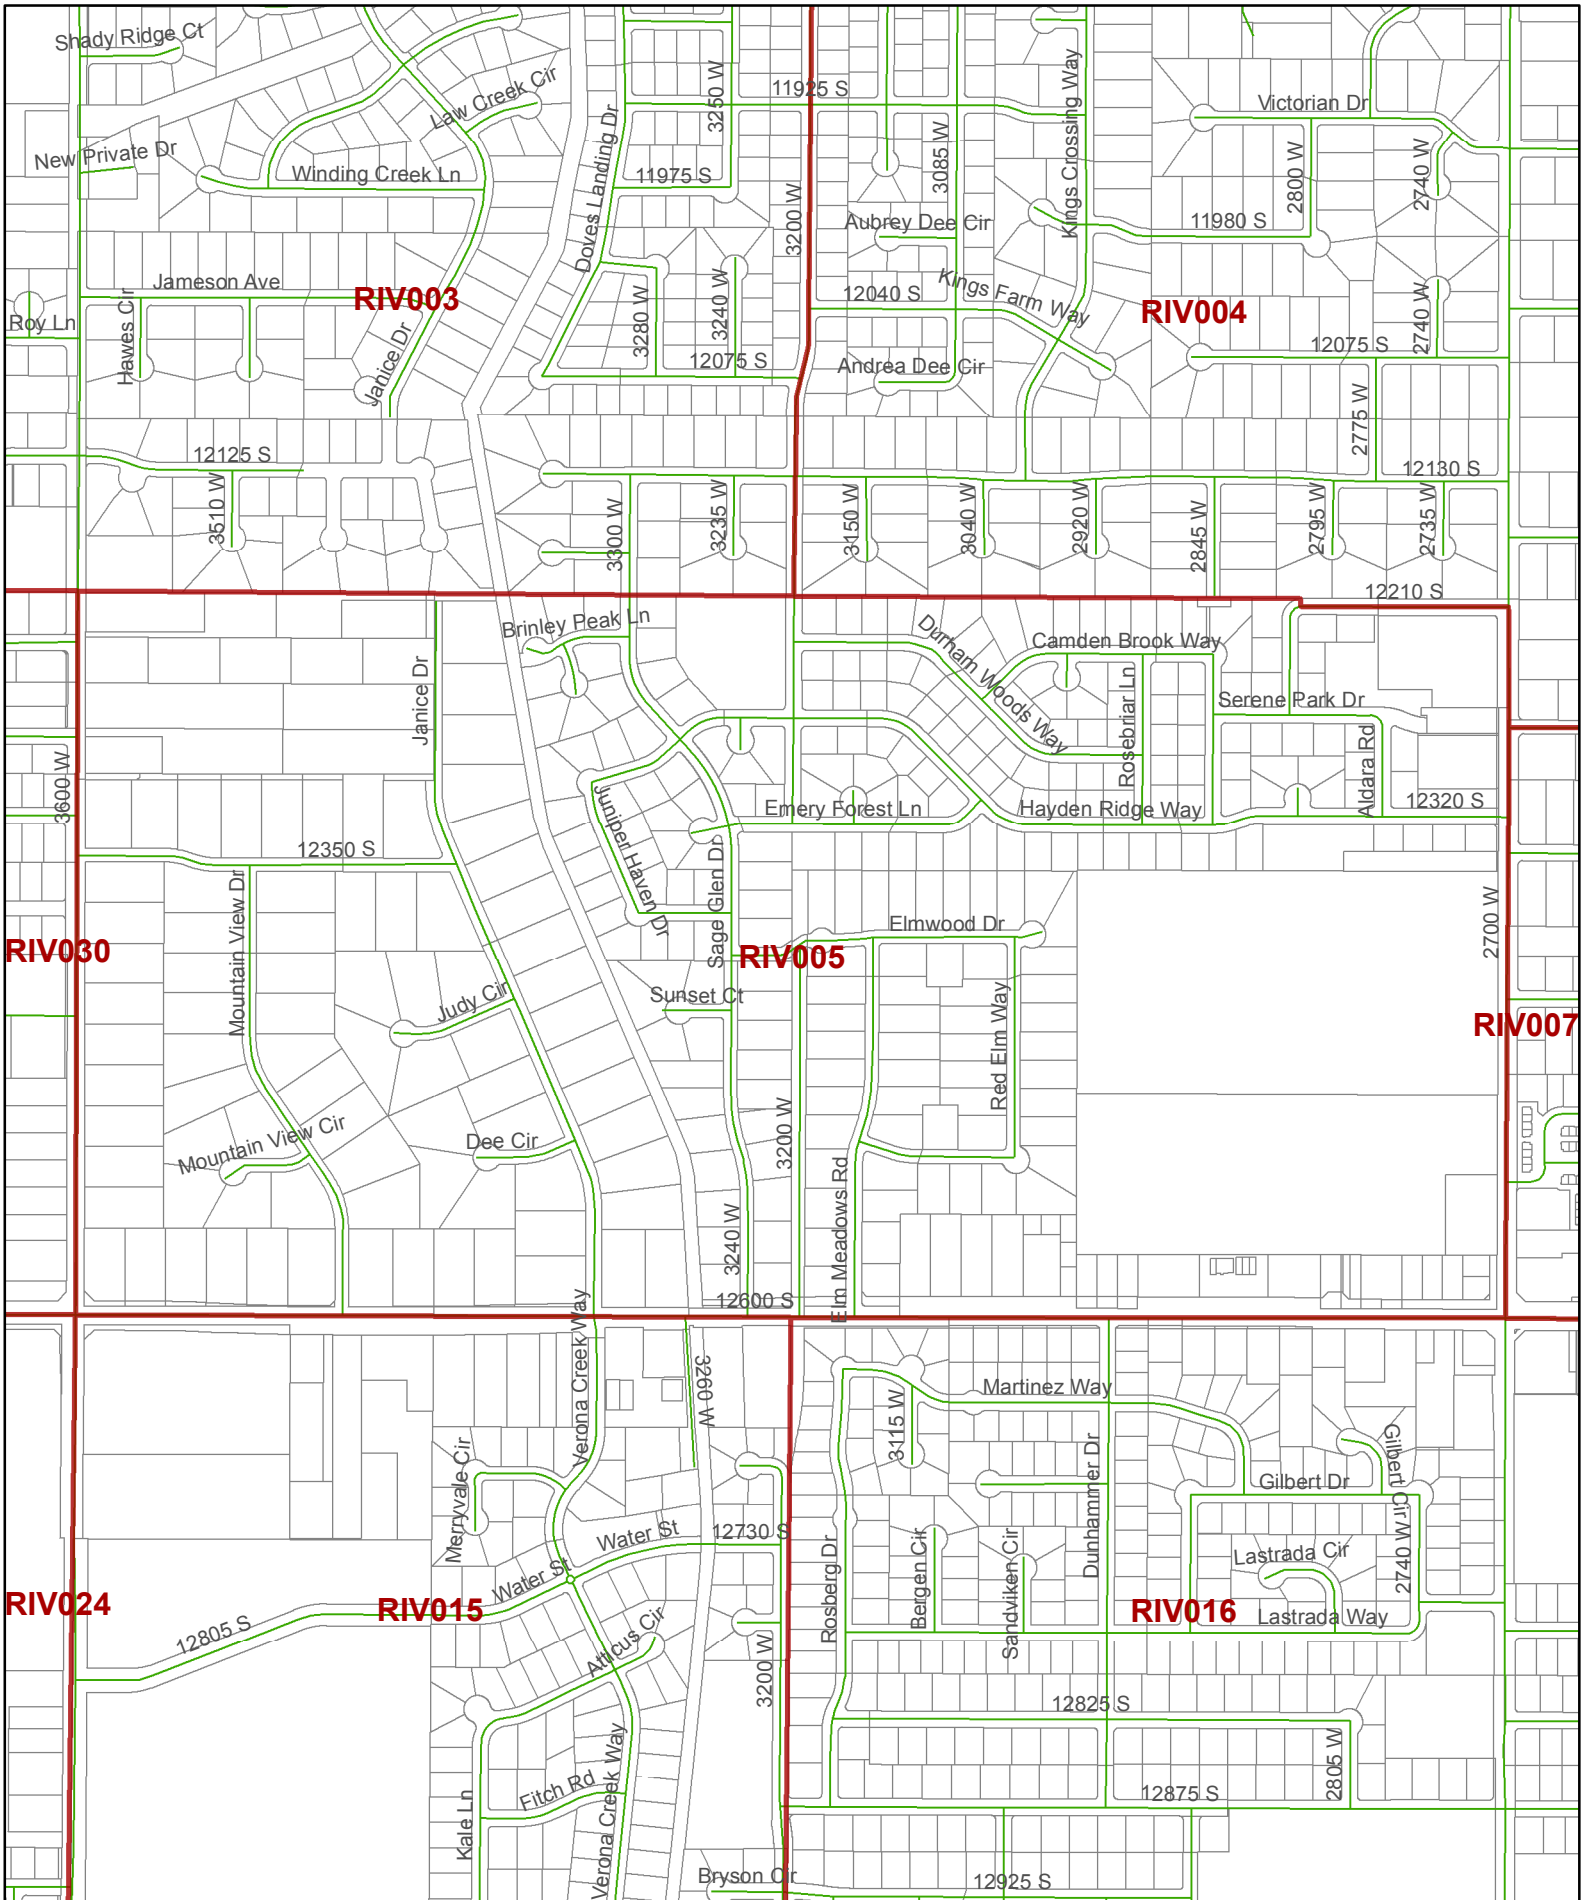 Shady Ridge Ct
Law Creek Cir
3250 W
11925 S
Kings Crossing Way
Victorian Dr
New Private Dr
Winding Creek Ln
Doves Landing Dr
11975 S
3200 W
3085 W
2800 W
2740 W
Aubrey Dee Cir
11980 S
Jameson Ave
RIV003
Hawes Cir
Roy Ln
Janice Dr
3280 W
3240 W
12075 S
12040 S
Kings Farm Way
Andrea Dee Cir
RIV004
12075 S
2740 W
2775 W
12125 S
3510 W
3300 W
3235 W
3150 W
3040 W
2920 W
2845 W
2795 W
2735 W
12130 S
12210 S
Brinley Peak Ln
Durham Woods Way
Camden Brook Way
Janice Dr
Rosebriar Ln
Serene Park Dr
Aldara Rd
3600 W
Juniper Haven Dr
Emery Forest Ln
Hayden Ridge Way
12320 S
12350 S
Mountain View Dr
Sage Glen Dr
Elmwood Dr
2700 W
RIV030
RIV005
Judy Cir
Sunset Ct
Red Elm Way
RIV007
Mountain View Cir
Dee Cir
3200 W
Elm Meadows Rd
3240 W
12600 S
Verona Creek Way
3260 W
Martinez Way
3115 W
Merryvale Cir
Dunhammer Dr
Gilbert Cir
Gilbert Dr
Water St
12730 S
Water St
Rosberg Dr
Bergen Cir
Sandviken Cir
Lastrada Cir
2740 W
RIV024
RIV015
RIV016
Lastrada Way
12805 S
Atticus Cir
3200 W
12825 S
Fitch Rd
Verona Creek Way
Kale Ln
12875 S
2805 W
Bryson Cir
12925 S